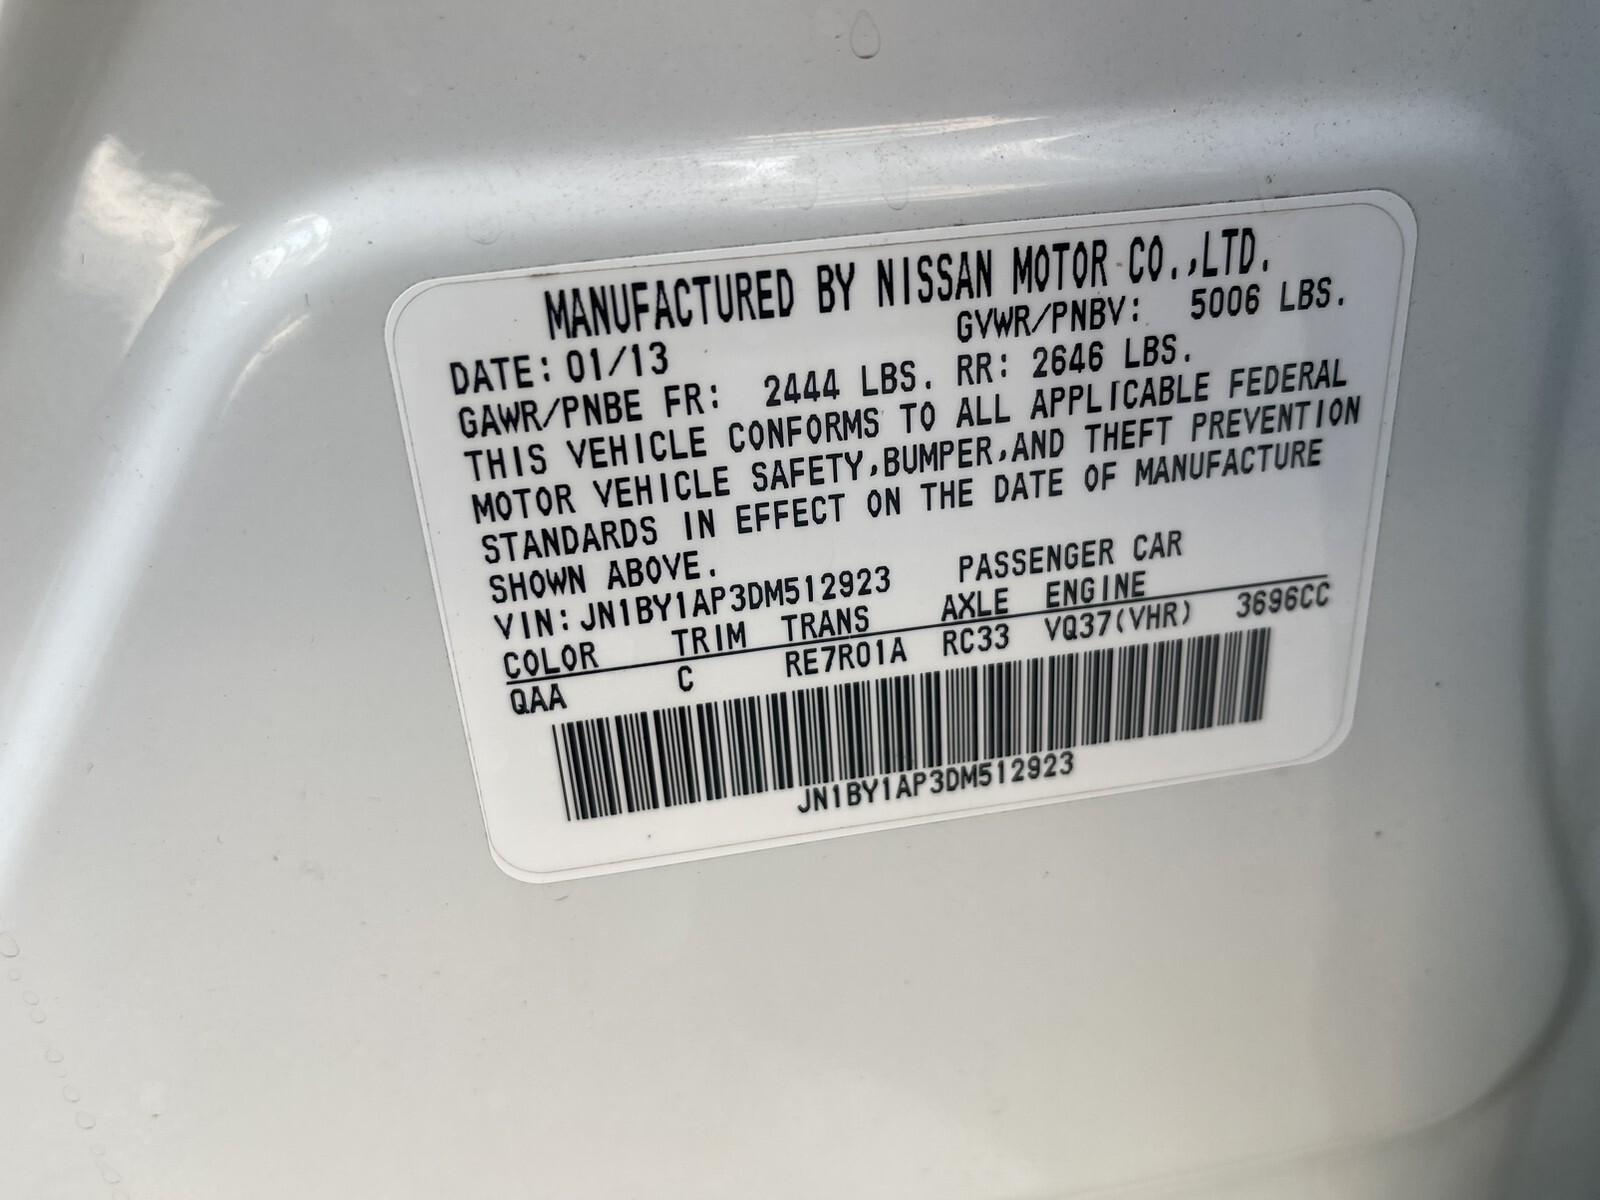 MANUFACTURED BY NISSAN MOTOR CO.,LTD.
DATE: 01/13 GVWR/PNBV: 5006 LBS.
GAWR/PNBE FR: 2444 LBS. RR: 2646 LBS.
THIS VEHICLE CONFORMS TO ALL APPLICABLE FEDERAL
MOTOR VEHICLE SAFETY,BUMPER,AND THEFT PREVENTION
STANDARDS IN EFFECT ON THE DATE OF MANUFACTURE
SHOWN ABOVE.
VIN: JN1BY1AP3DM512923 PASSENGER CAR
COLOR TRIM TRANS AXLE ENGINE
QAA C RE7R01A RC33 VQ37(VHR) 3696CC
JN1BY1AP3DM512923